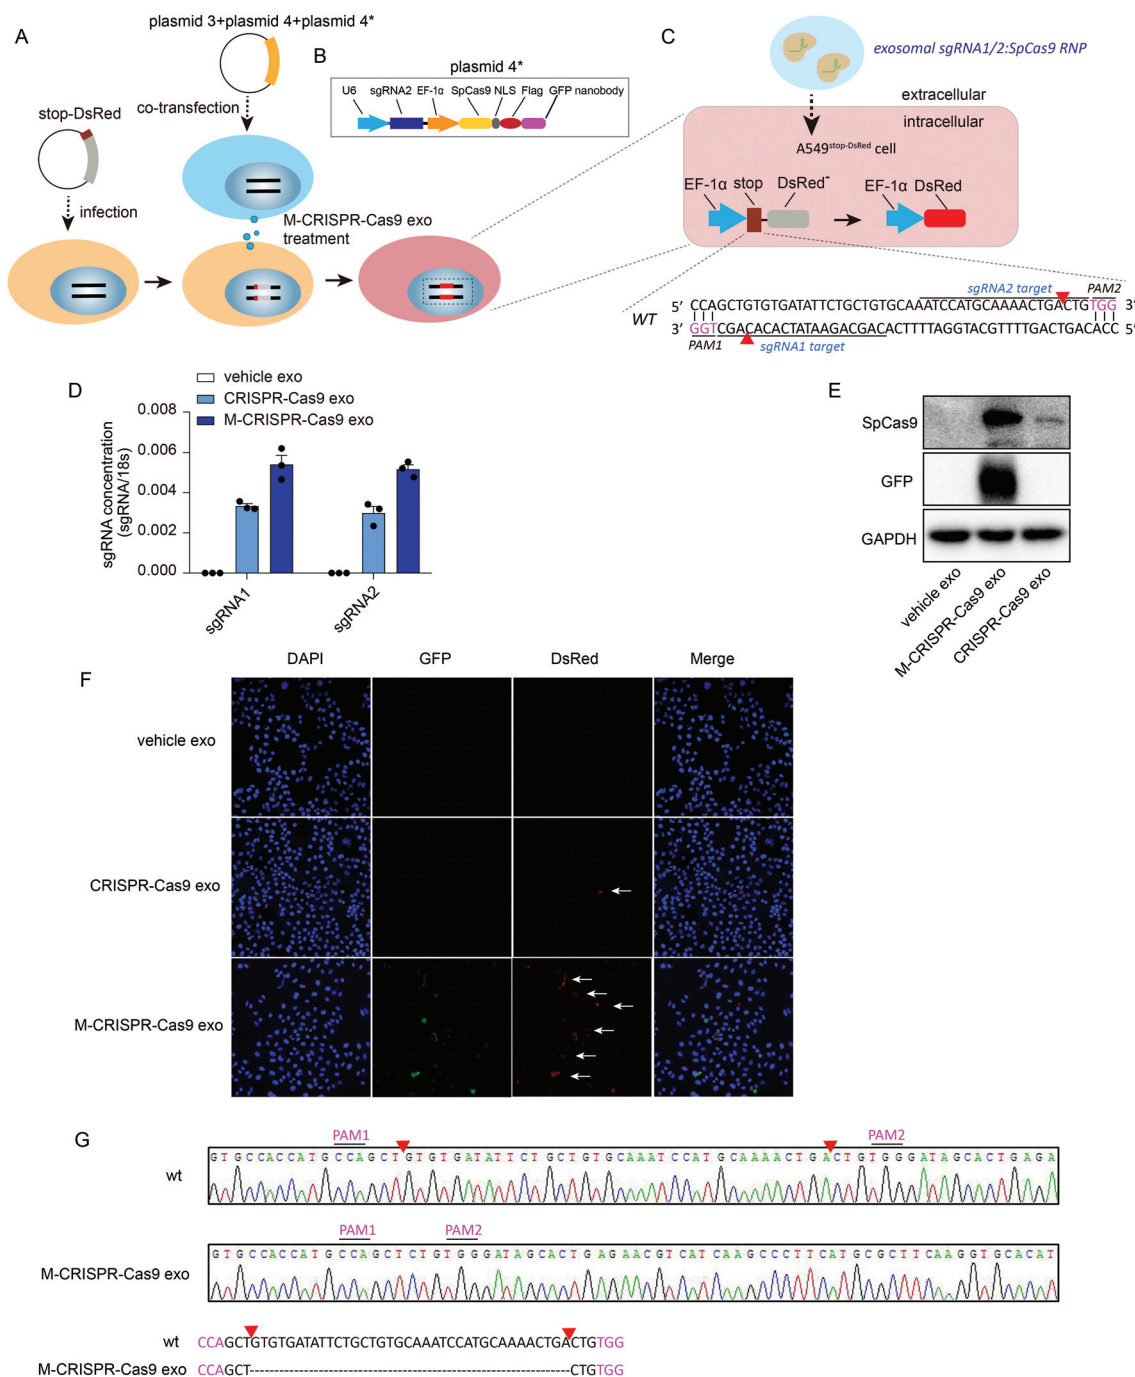 A
plasmid 3+plasmid 4+plasmid 4*
stop-DsRed
co-transfection
infection
M-CRISPR-Cas9 exo
treatment
B
plasmid 4*
U6 sgRNA2 EF-1α SpCas9 NLS Flag GFP nanobody
C
exosomal sgRNA1/2:SpCas9 RNP
extracellular
intracellular
A549stop-DsRed cell
EF-1α stop DsRed- EF-1α DsRed
sgRNA2 target PAM2
5' CCAGCTGTGTGATATTCTGCTGTGCAAATCCATGCAAAACTGACTGTGG 3'
WT
3' GGTCGACACACTATAAGACGACACTTTTAGGTACGTTTTGACTGACACC 5'
PAM1 sgRNA1 target
D
vehicle exo
CRISPR-Cas9 exo
M-CRISPR-Cas9 exo
sgRNA concentration
(sgRNA/18s)
0.008
0.006
0.004
0.002
0.000
sgRNA1 sgRNA2
E
SpCas9
GFP
GAPDH
vehicle exo
M-CRISPR-Cas9 exo
CRISPR-Cas9 exo
F
DAPI GFP DsRed Merge
vehicle exo
CRISPR-Cas9 exo
M-CRISPR-Cas9 exo
G
PAM1 PAM2
wt
GTGCCACCATGCCAGCTGTGTGATATTCTGCTGTGCAAATCCATGCAAAACTGACTGTGGGATAGCACTGAGA
PAM1 PAM2
M-CRISPR-Cas9 exo
GTGCCACCATGCCAGCTCTGTGGGATAGCACTGAGAACGTCATCAAGCCCTTCATGCGCTTCAAGGTGCACAT
wt CCAGCTGTGTGATATTCTGCTGTGCAAATCCATGCAAAACTGACTGTGG
M-CRISPR-Cas9 exo CCAGCT--------------------------------------CTGTGG